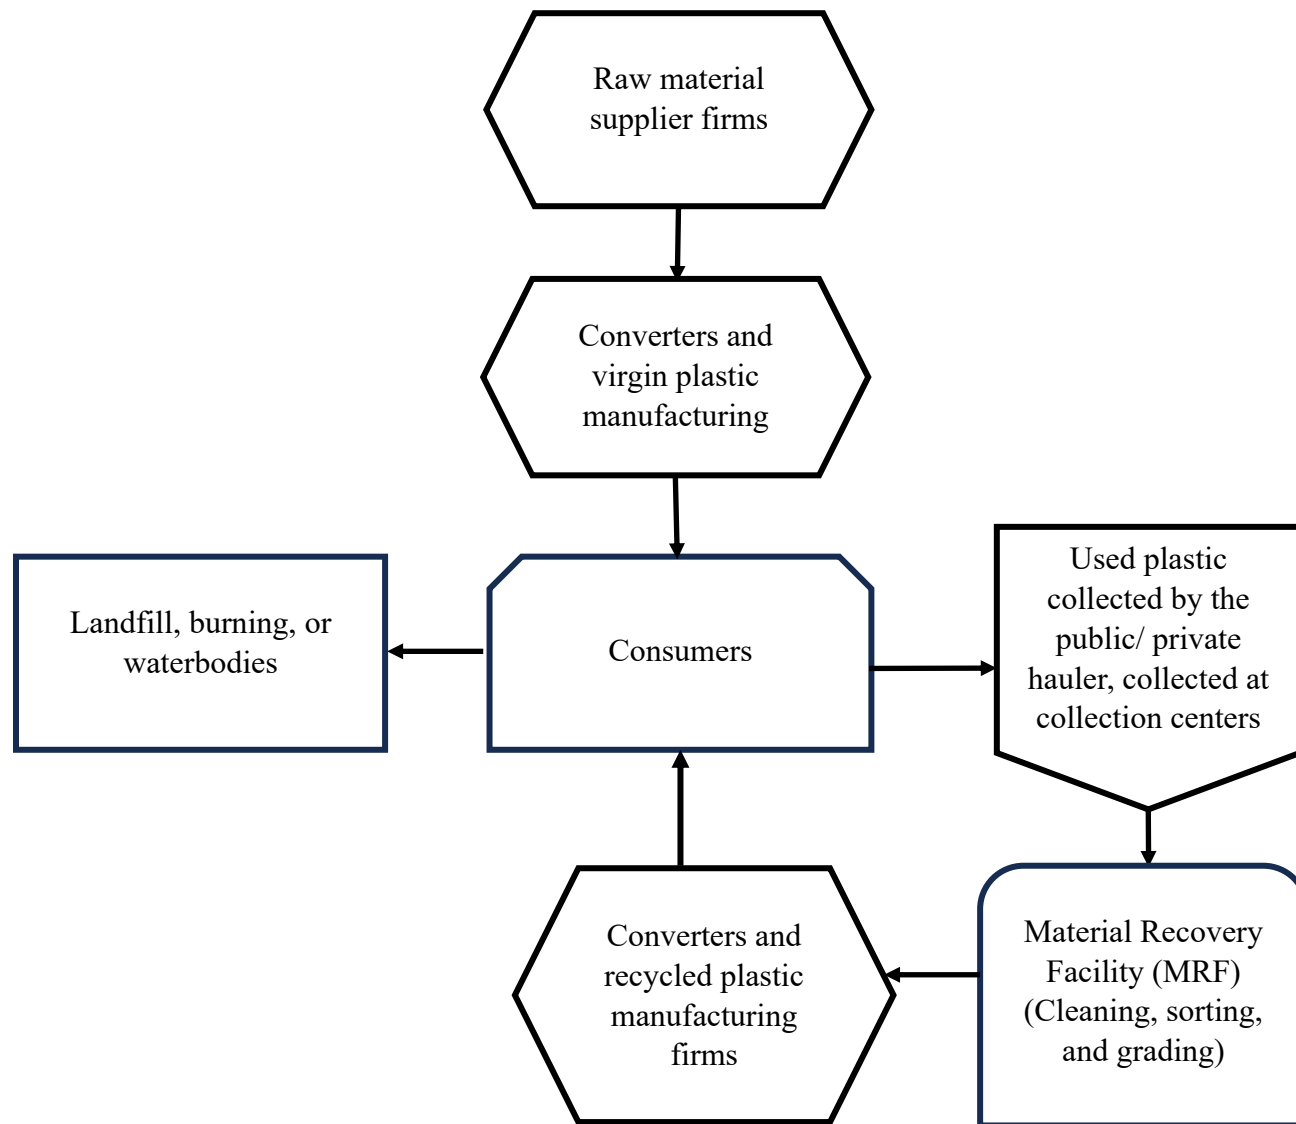 Raw material
supplier firms
Converters and
virgin plastic
manufacturing
Landfill, burning, or
waterbodies
Consumers
Used plastic
collected by the
public/ private
hauler, collected at
collection centers
Converters and
recycled plastic
manufacturing
firms
Material Recovery
Facility (MRF)
(Cleaning, sorting,
and grading)